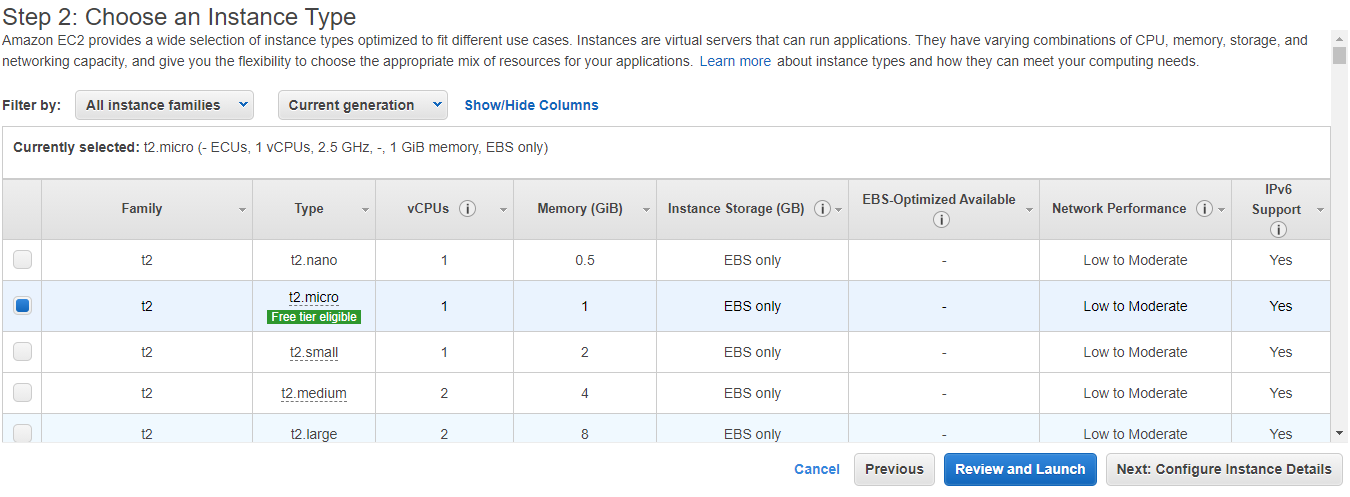 Step 2: Choose an Instance Type
Amazon EC2 provides a wide selection of instance types optimized to fit different use cases. Instances are virtual servers that can run applications. They have varying combinations of CPU, memory, storage, and
networking capacity, and give you the flexibility to choose the appropriate mix of resources for your applications. Learn more about instance types and how they can meet your computing needs.
Filter by: All instance families Current generation Show/Hide Columns
Currently selected: t2.micro (- ECUs, 1 vCPUs, 2.5 GHz, -, 1 GiB memory, EBS only)
Family Type vCPUs Memory (GiB) Instance Storage (GB) EBS-Optimized Available Network Performance IPv6 Support
t2 t2.nano 1 0.5 EBS only - Low to Moderate Yes
t2 t2.micro Free tier eligible 1 1 EBS only - Low to Moderate Yes
t2 t2.small 1 2 EBS only - Low to Moderate Yes
t2 t2.medium 2 4 EBS only - Low to Moderate Yes
t2 t2.large 2 8 EBS only - Low to Moderate Yes
Cancel Previous Review and Launch Next: Configure Instance Details